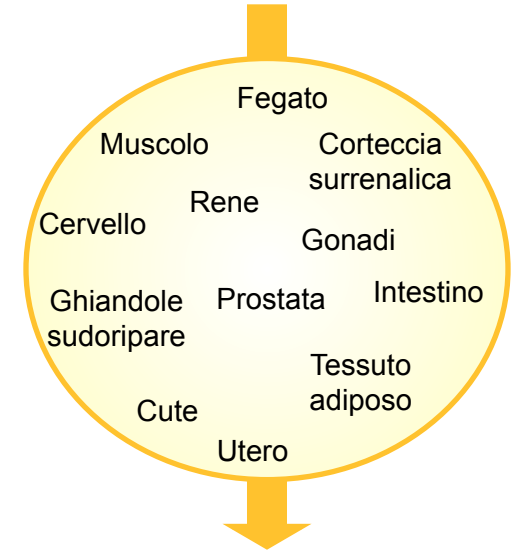 Fegato
Muscolo
Corteccia
surrenalica
Rene
Cervello
Gonadi
Ghiandole
sudoripare
Prostata
Intestino
Tessuto
adiposo
Cute
Utero